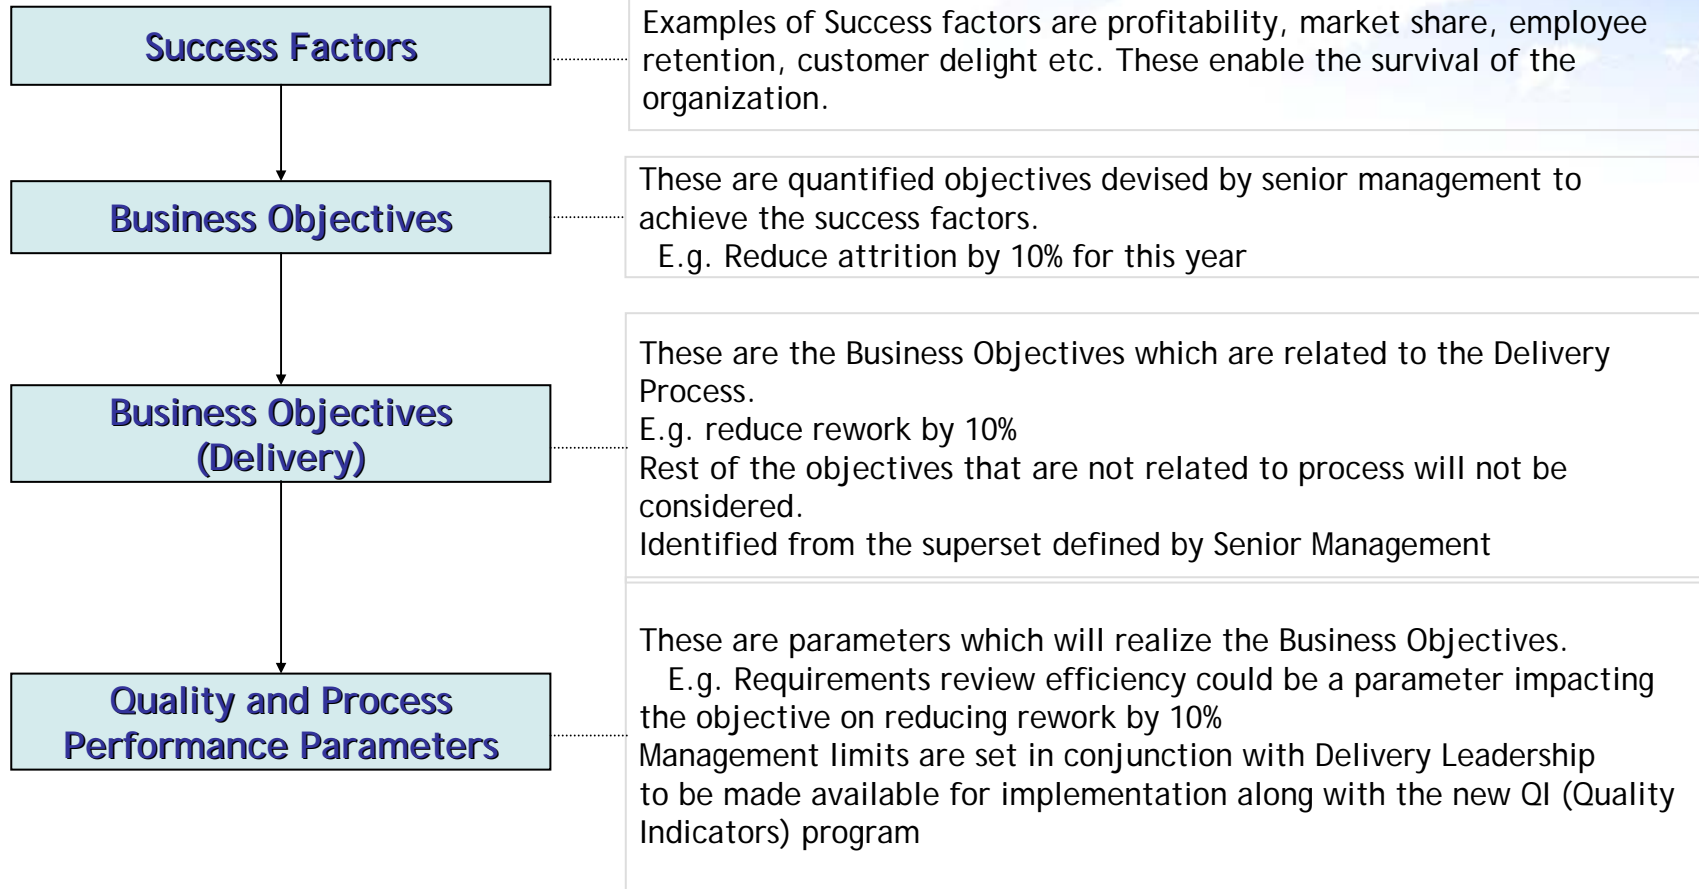 Success Factors
Examples of Success factors are profitability, market share, employee
retention, customer delight etc. These enable the survival of the
organization.
Business Objectives
These are quantified objectives devised by senior management to
achieve the success factors.
E.g. Reduce attrition by 10% for this year
Business Objectives
(Delivery)
These are the Business Objectives which are related to the Delivery
Process.
E.g. reduce rework by 10%
Rest of the objectives that are not related to process will not be
considered.
Identified from the superset defined by Senior Management
Quality and Process
Performance Parameters
These are parameters which will realize the Business Objectives.
E.g. Requirements review efficiency could be a parameter impacting
the objective on reducing rework by 10%
Management limits are set in conjunction with Delivery Leadership
to be made available for implementation along with the new QI (Quality
Indicators) program